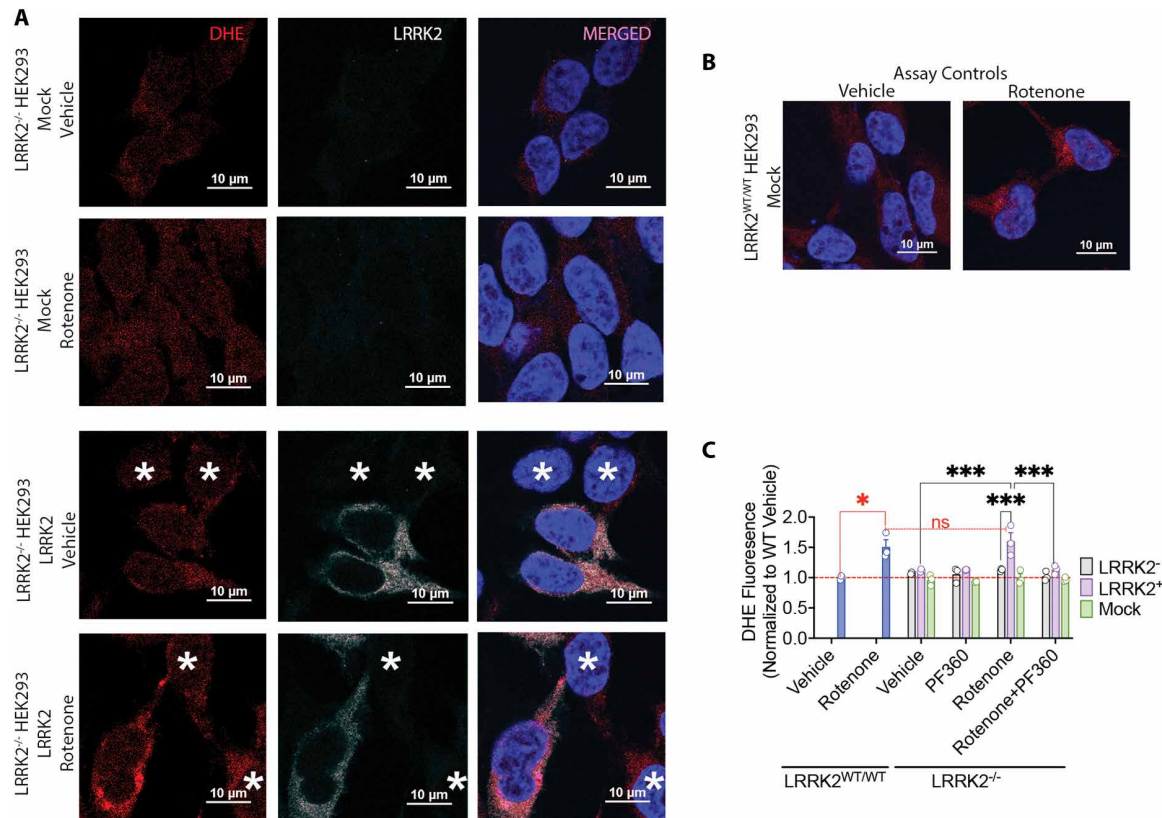 A
DHE
LRRK2
MERGED
LRRK2-/- HEK293
Mock
Vehicle
10 µm
10 µm
10 µm
LRRK2-/- HEK293
Mock
Rotenone
10 µm
10 µm
10 µm
LRRK2-/- HEK293
LRRK2
Vehicle
* *
* *
* *
10 µm
10 µm
10 µm
LRRK2-/- HEK293
LRRK2
Rotenone
*
*
*
*
*
*
10 µm
10 µm
10 µm
B
Assay Controls
Vehicle
Rotenone
LRRK2WT/WT HEK293
Mock
10 µm
10 µm
C
DHE Fluoresence
(Normalized to WT Vehicle)
2.0
1.5
1.0
0.5
0.0
*
ns
***
***
***
LRRK2-
LRRK2+
Mock
Vehicle
Rotenone
Vehicle
PF360
Rotenone
Rotenone+PF360
LRRK2WT/WT
LRRK2-/-